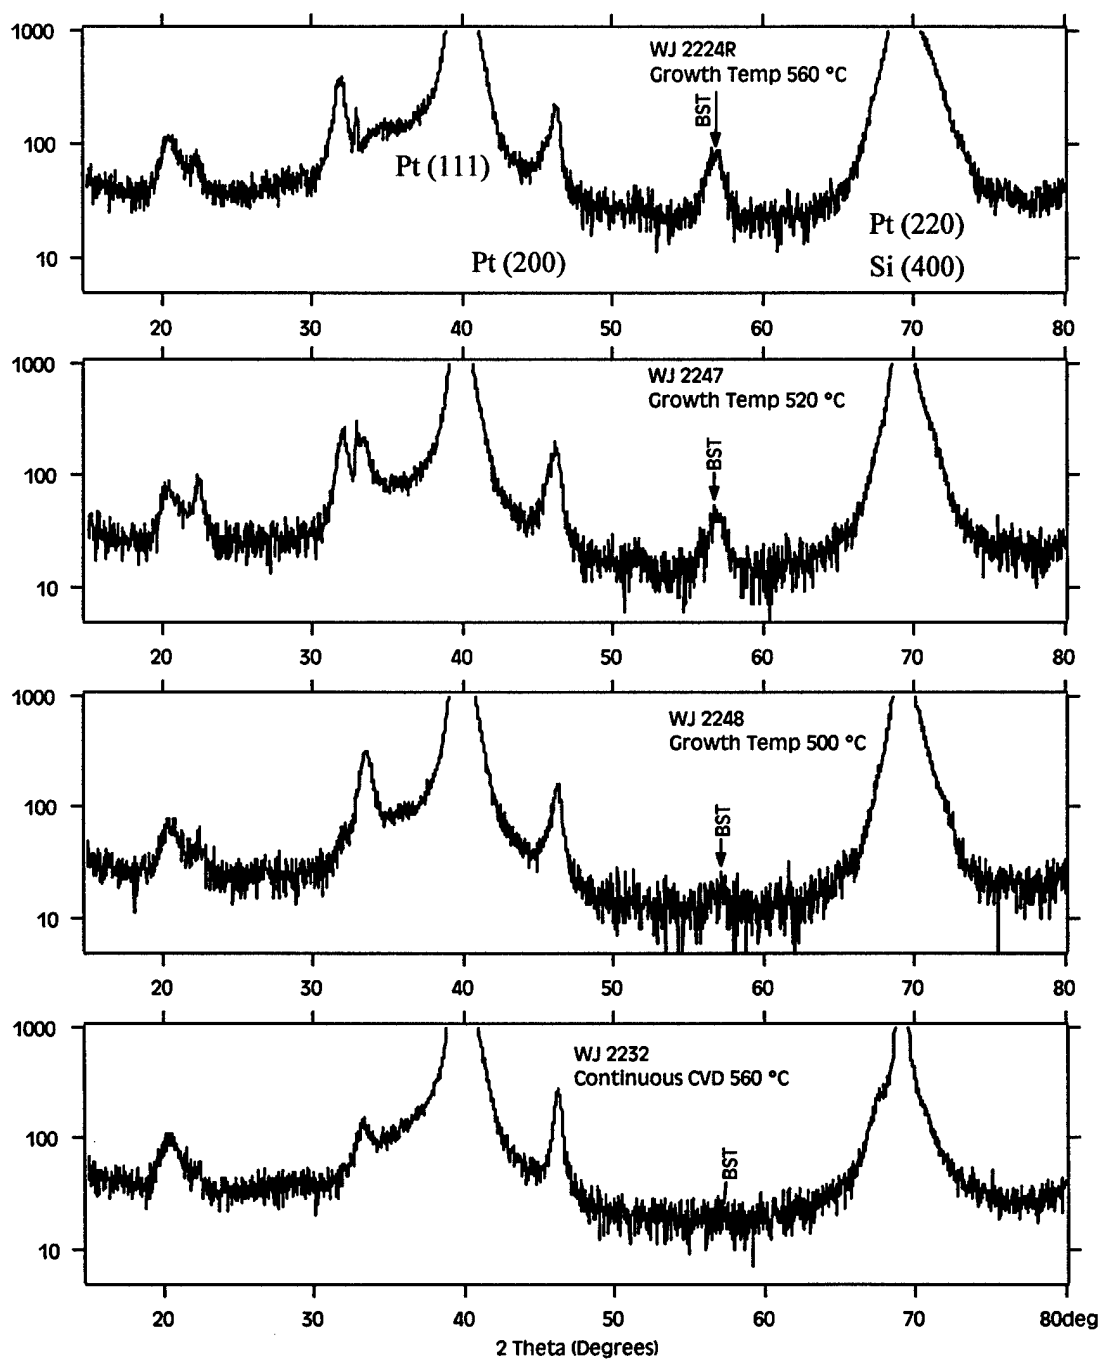 1000
100
10
WJ 2224R
Growth Temp 560 °C
BST
Pt (111)
Pt (200)
Pt (220)
Si (400)
20 30 40 50 60 70 80
1000
100
10
WJ 2247
Growth Temp 520 °C
BST
20 30 40 50 60 70 80
1000
100
10
WJ 2248
Growth Temp 500 °C
BST
20 30 40 50 60 70 80
1000
100
10
WJ 2232
Continuous CVD 560 °C
BST
20 30 40 50 60 70 80deg
2 Theta (Degrees)